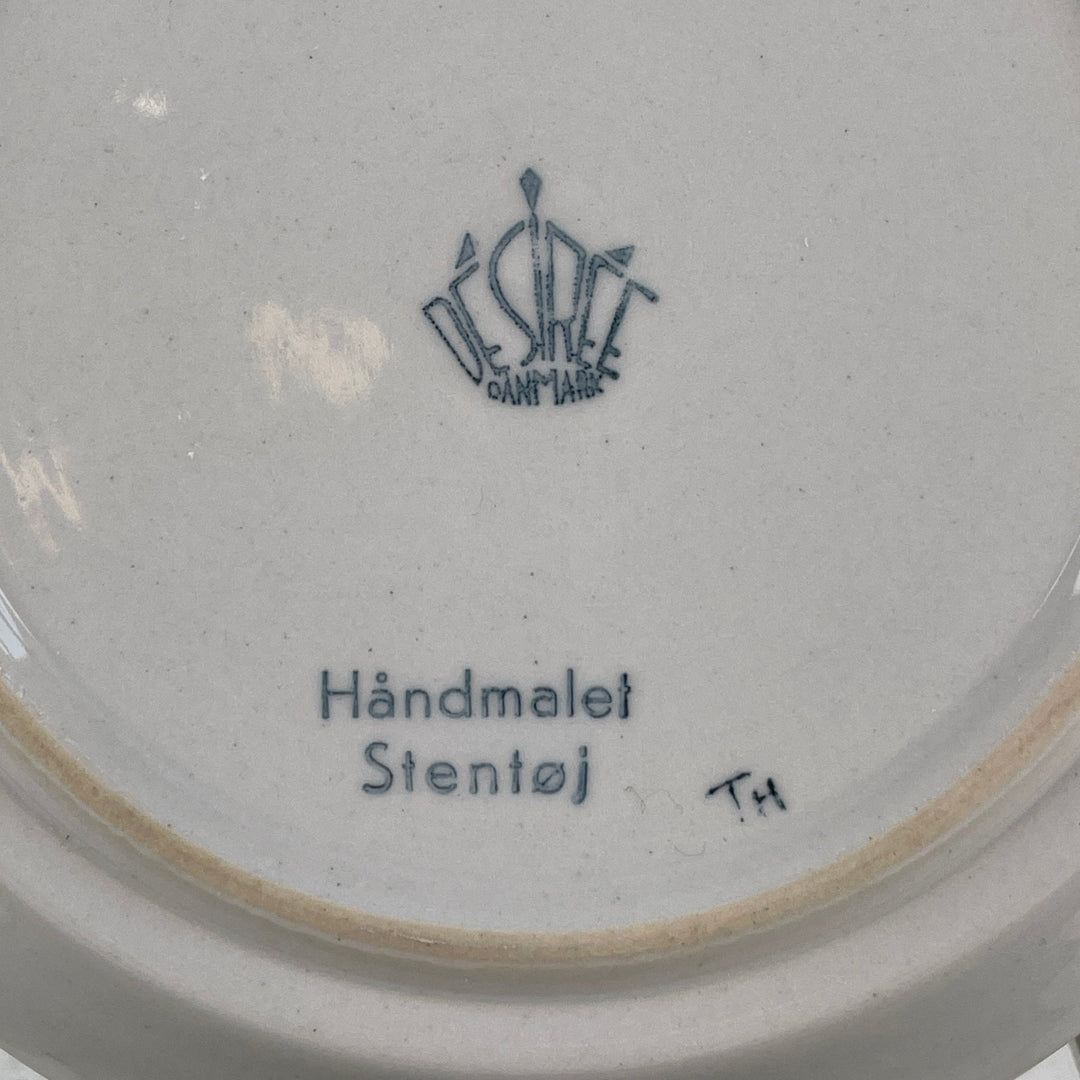 DÉSIRÉE
DANMARK
Håndmalet
Stentøj
TH